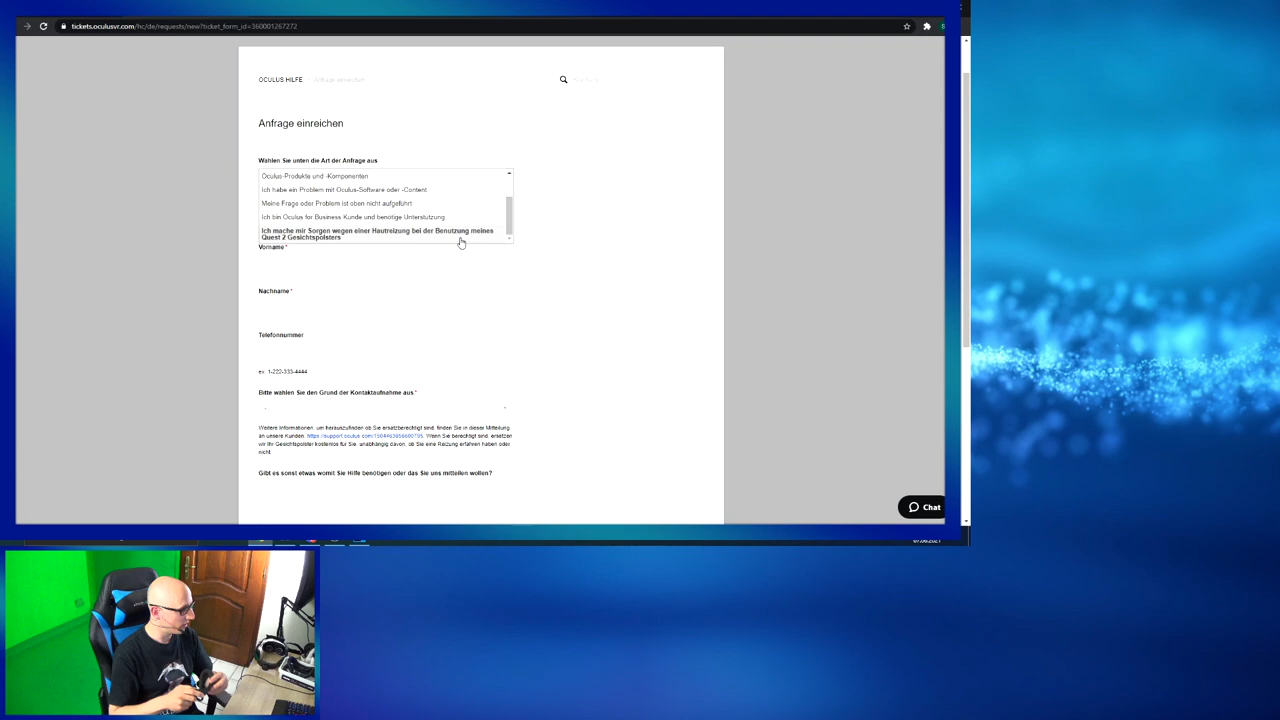 tickets.oculusvr.com/hc/de/requests/new?ticket_form_id=360001267272
OCULUS HILFE
Anfrage einreichen
Anfrage einreichen
Wählen Sie unten die Art der Anfrage aus
Oculus-Produkte und -Komponenten
Ich habe ein Problem mit Oculus-Software oder -Content
Meine Frage oder Problem ist oben nicht aufgeführt
Ich bin Oculus for Business Kunde und benötige Unterstützung.
Ich mache mir Sorgen wegen einer Hautreizung bei der Benutzung meines
Quest 2 Gesichtspolsters
Vorname*
Nachname*
Telefonnummer
ex. 1-222-333-4444
Bitte wählen Sie den Grund der Kontaktaufnahme aus*
-
Weitere Informationen, um herauszufinden ob Sie ersatzberechtigt sind, finden Sie in dieser Mitteilung
an unsere Kunden: Wenn Sie berechtigt sind, ersetzen
wir Ihr Gesichtspolster kostenlos für Sie, unabhängig davon, ob Sie eine Reizung erfahren haben oder
nicht.
Gibt es sonst etwas womit Sie Hilfe benötigen oder das Sie uns mitteilen wollen?
Chat